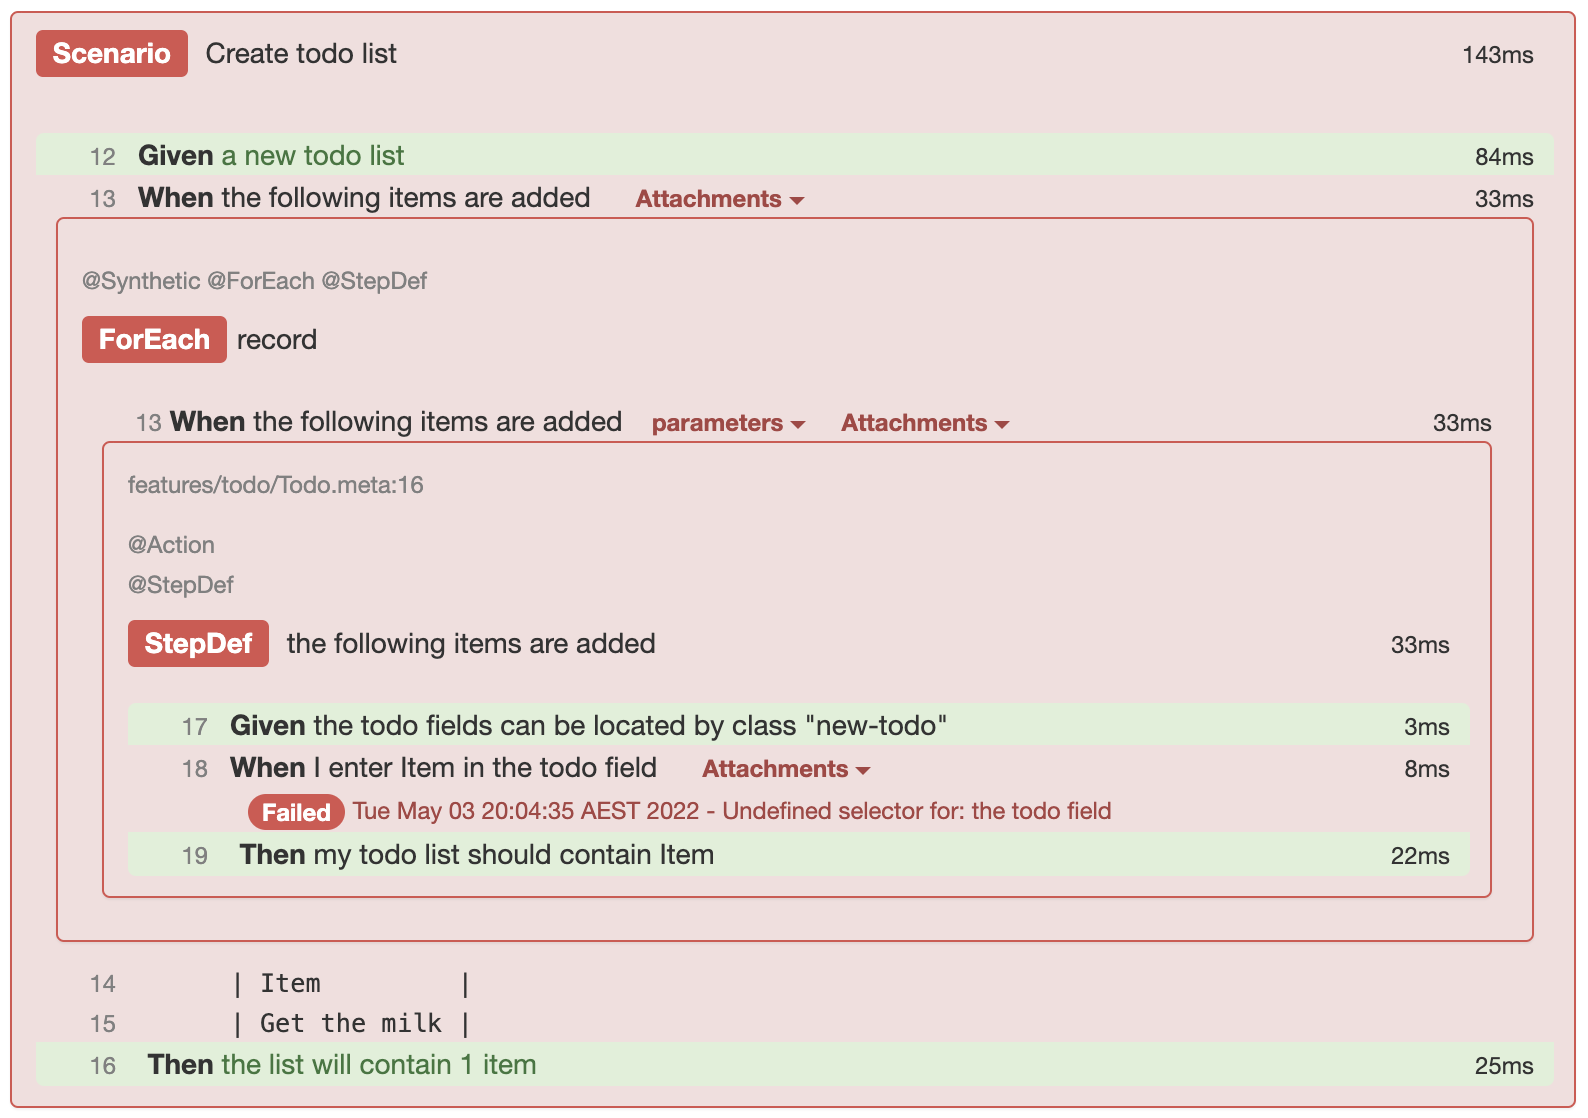 Scenario Create todo list 143ms
12 Given a new todo list 84ms
13 When the following items are added Attachments 33ms
@Synthetic @ForEach @StepDef
ForEach record
13 When the following items are added parameters Attachments 33ms
features/todo/Todo.meta:16
@Action
@StepDef
StepDef the following items are added 33ms
17 Given the todo fields can be located by class "new-todo" 3ms
18 When I enter Item in the todo field Attachments 8ms
Failed Tue May 03 20:04:35 AEST 2022 - Undefined selector for: the todo field
19 Then my todo list should contain Item 22ms
14 | Item |
15 | Get the milk |
16 Then the list will contain 1 item 25ms